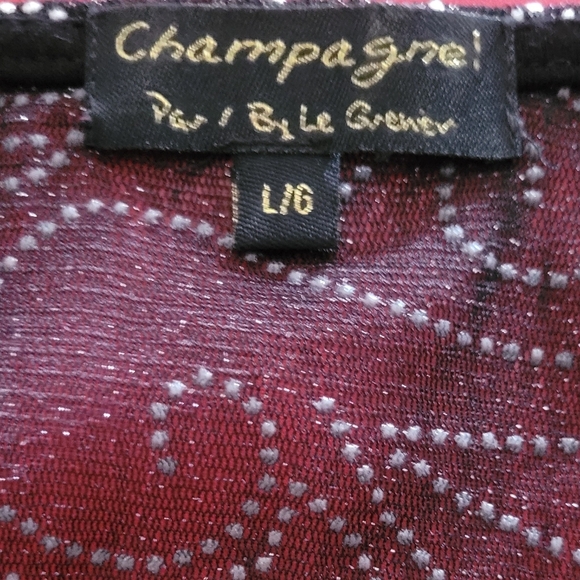 Champagne!
Par / By Le Grenier
L/G